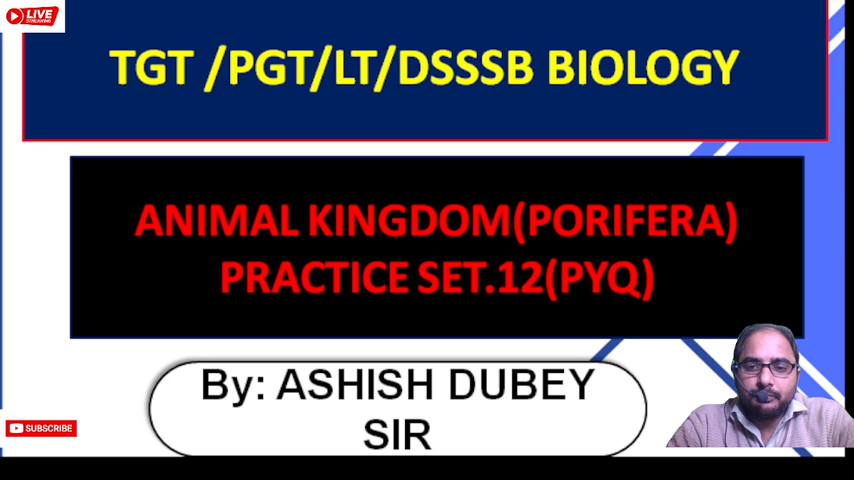 LIVE
STREAMING
TGT /PGT/LT/DSSSB BIOLOGY
ANIMAL KINGDOM(PORIFERA)
PRACTICE SET.12(PYQ)
By: ASHISH DUBEY
SIR
SUBSCRIBE